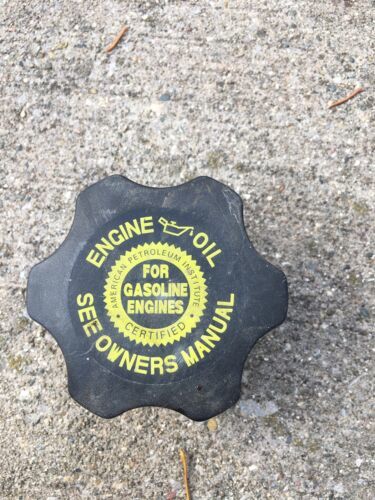 ENGINE OIL
AMERICAN PETROLEUM INSTITUTE
FOR
GASOLINE
ENGINES
CERTIFIED
SEE OWNERS MANUAL